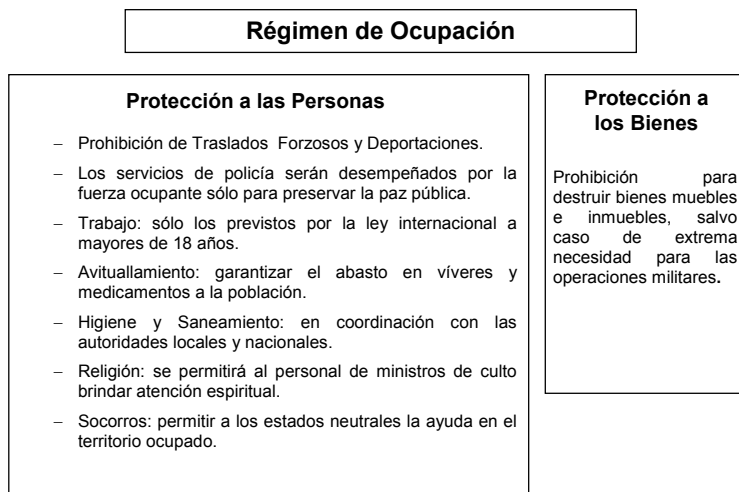 Régimen de Ocupación
Protección a las Personas
– Prohibición de Traslados Forzosos y Deportaciones.
– Los servicios de policía serán desempeñados por la
fuerza ocupante sólo para preservar la paz pública.
– Trabajo: sólo los previstos por la ley internacional a
mayores de 18 años.
– Avituallamiento: garantizar el abasto en víveres y
medicamentos a la población.
– Higiene y Saneamiento: en coordinación con las
autoridades locales y nacionales.
– Religión: se permitirá al personal de ministros de culto
brindar atención espiritual.
– Socorros: permitir a los estados neutrales la ayuda en el
territorio ocupado.
Protección a
los Bienes
Prohibición para
destruir bienes muebles
e inmuebles, salvo
caso de extrema
necesidad para las
operaciones militares.